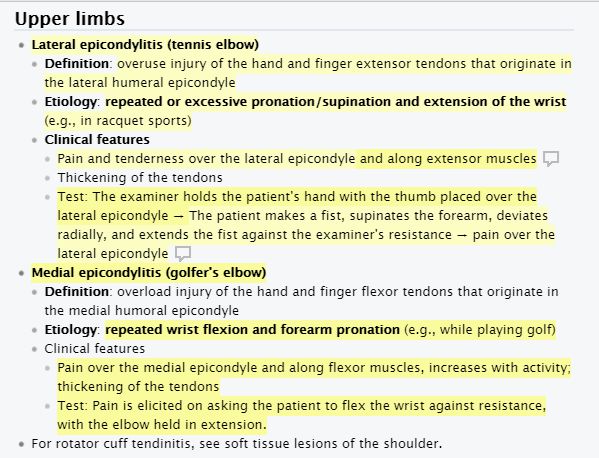 Upper limbs
Lateral epicondylitis (tennis elbow)
Definition: overuse injury of the hand and finger extensor tendons that originate in
the lateral humeral epicondyle
Etiology: repeated or excessive pronation/supination and extension of the wrist
(e.g., in racquet sports)
Clinical features
Pain and tenderness over the lateral epicondyle and along extensor muscles
Thickening of the tendons
Test: The examiner holds the patient's hand with the thumb placed over the
lateral epicondyle → The patient makes a fist, supinates the forearm, deviates
radially, and extends the fist against the examiner's resistance → pain over the
lateral epicondyle
Medial epicondylitis (golfer's elbow)
Definition: overload injury of the hand and finger flexor tendons that originate in
the medial humoral epicondyle
Etiology: repeated wrist flexion and forearm pronation (e.g., while playing golf)
Clinical features
Pain over the medial epicondyle and along flexor muscles, increases with activity;
thickening of the tendons
Test: Pain is elicited on asking the patient to flex the wrist against resistance,
with the elbow held in extension.
For rotator cuff tendinitis, see soft tissue lesions of the shoulder.